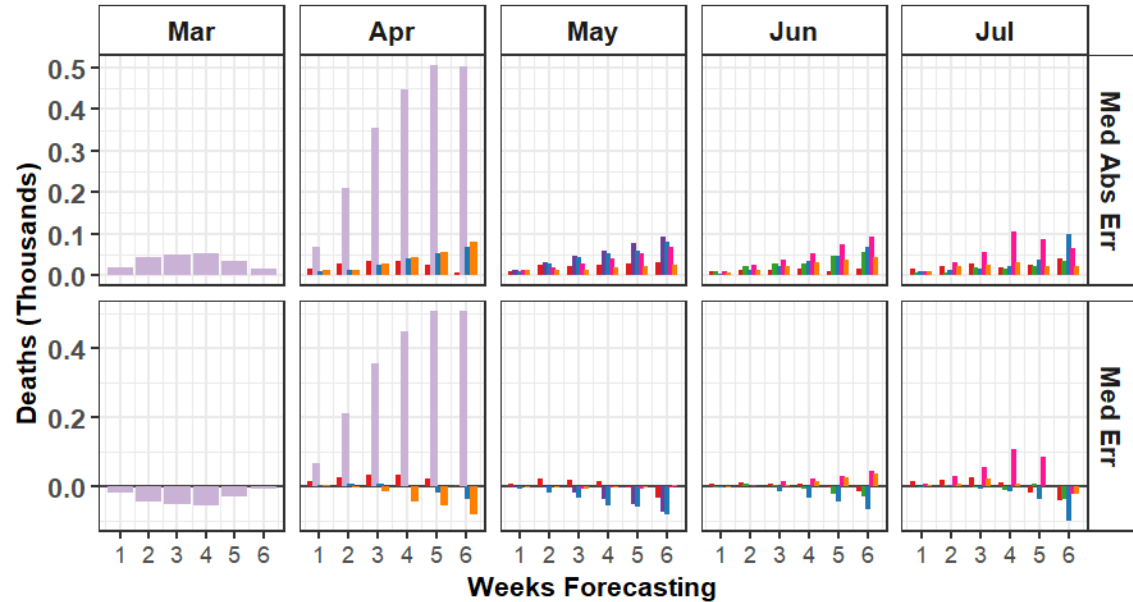 Mar Apr May Jun Jul
Deaths (Thousands)
0.5
0.4
0.3
0.2
0.1
0.0
Med Abs Err
0.4
0.2
0.0
Med Err
1 2 3 4 5 6 1 2 3 4 5 6 1 2 3 4 5 6 1 2 3 4 5 6 1 2 3 4 5 6
Weeks Forecasting